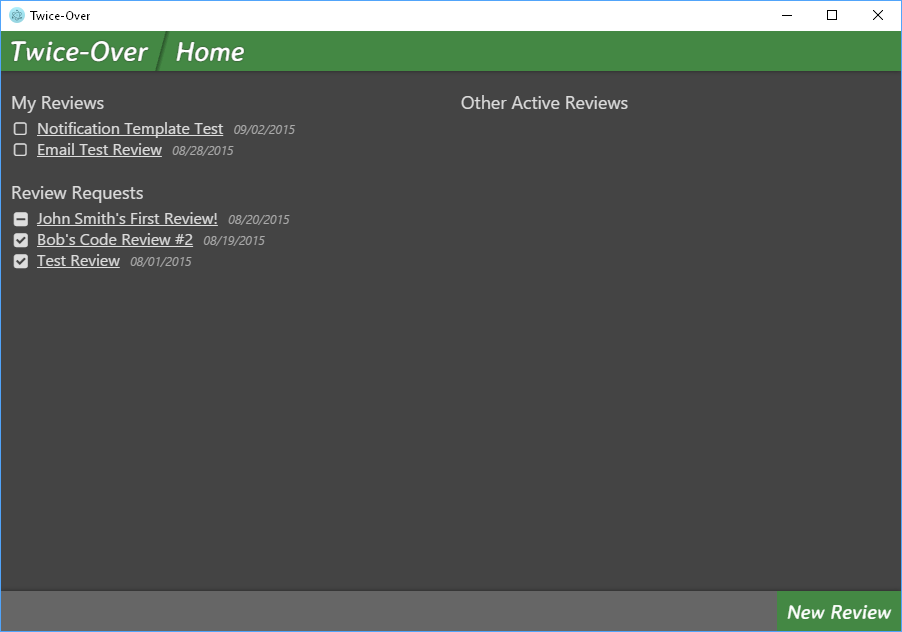 Twice-Over
Twice-Over Home
My Reviews
Notification Template Test 09/02/2015
Email Test Review 08/28/2015
Review Requests
John Smith's First Review! 08/20/2015
Bob's Code Review #2 08/19/2015
Test Review 08/01/2015
Other Active Reviews
New Review